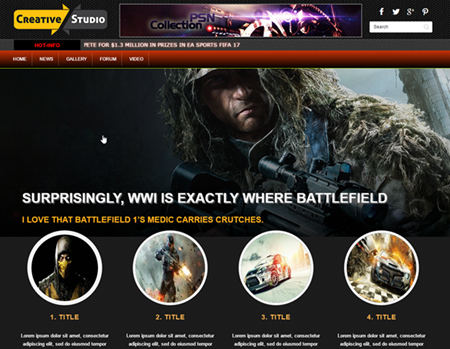 CREATIVE STUDIO
PSN
Collection
Search
HOT-INFO
PETE FOR $1.3 MILLION IN PRIZES IN EA SPORTS FIFA 17
HOME NEWS GALLERY FORUM VIDEO
SURPRISINGLY, WWI IS EXACTLY WHERE BATTLEFIELD
I LOVE THAT BATTLEFIELD 1'S MEDIC CARRIES CRUTCHES.
1. TITLE 2. TITLE 3. TITLE 4. TITLE
Lorem ipsum dolor sit amet, consectetur Lorem ipsum dolor sit amet, consectetur Lorem ipsum dolor sit amet, consectetur Lorem ipsum dolor sit amet, consectetur
adipiscing elit, sed do eiusmod tempor adipiscing elit, sed do eiusmod tempor adipiscing elit, sed do eiusmod tempor adipiscing elit, sed do eiusmod tempor